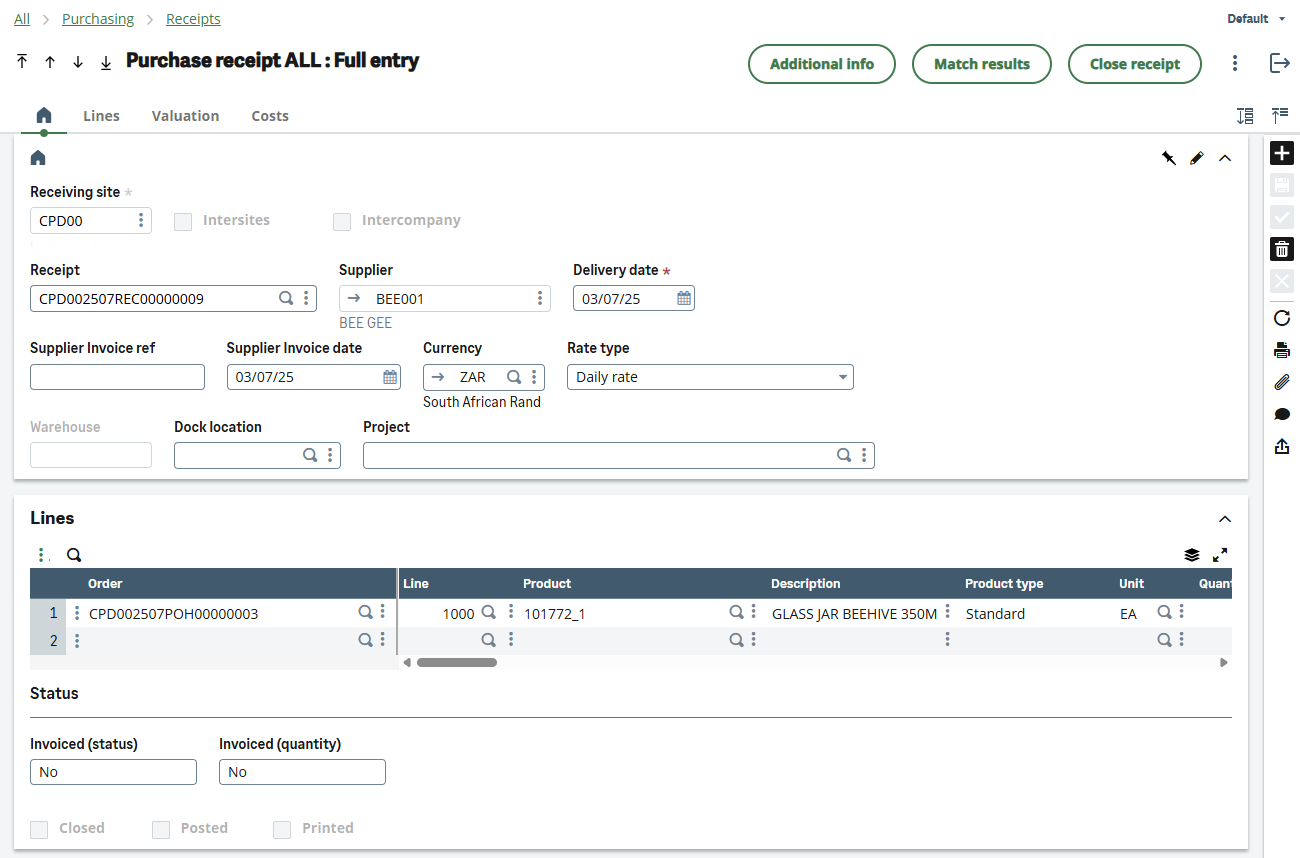 All > Purchasing > Receipts
Default
Purchase receipt ALL : Full entry
Additional info
Match results
Close receipt
Lines
Valuation
Costs
Receiving site *
CPD00
Intersites
Intercompany
Receipt
Supplier
Delivery date *
CPD002507REC00000009
BEE001
03/07/25
BEE GEE
Supplier Invoice ref
Supplier Invoice date
Currency
Rate type
03/07/25
ZAR
Daily rate
South African Rand
Warehouse
Dock location
Project
Lines
Order
Line
Product
Description
Product type
Unit
Quan
1
CPD002507POH00000003
1000
101772_1
GLASS JAR BEEHIVE 350M
Standard
EA
2
Status
Invoiced (status)
Invoiced (quantity)
No
No
Closed
Posted
Printed